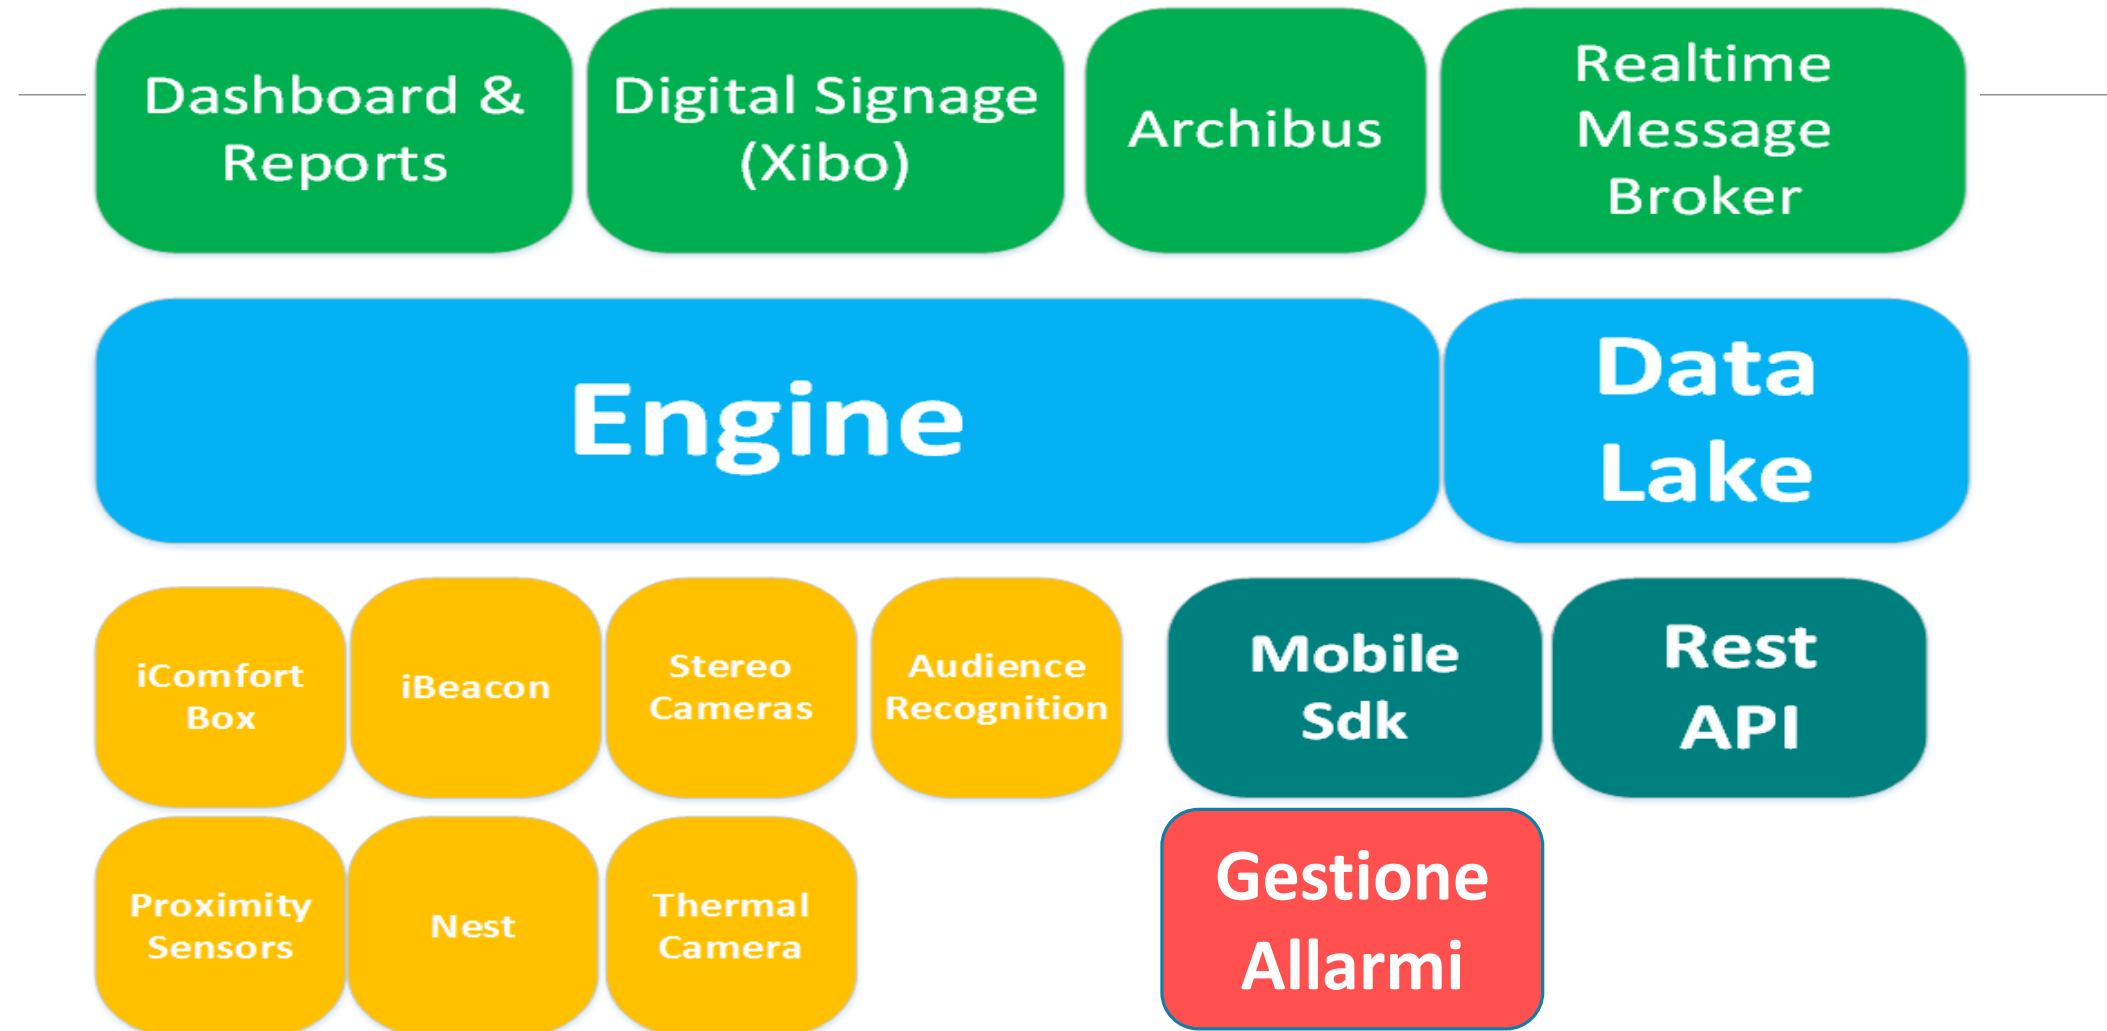 Dashboard &
Reports
Digital Signage
(Xibo)
Archibus
Realtime
Message
Broker
Engine
Data
Lake
iComfort
Box
iBeacon
Stereo
Cameras
Audience
Recognition
Mobile
Sdk
Rest
API
Proximity
Sensors
Nest
Thermal
Camera
Gestione
Allarmi